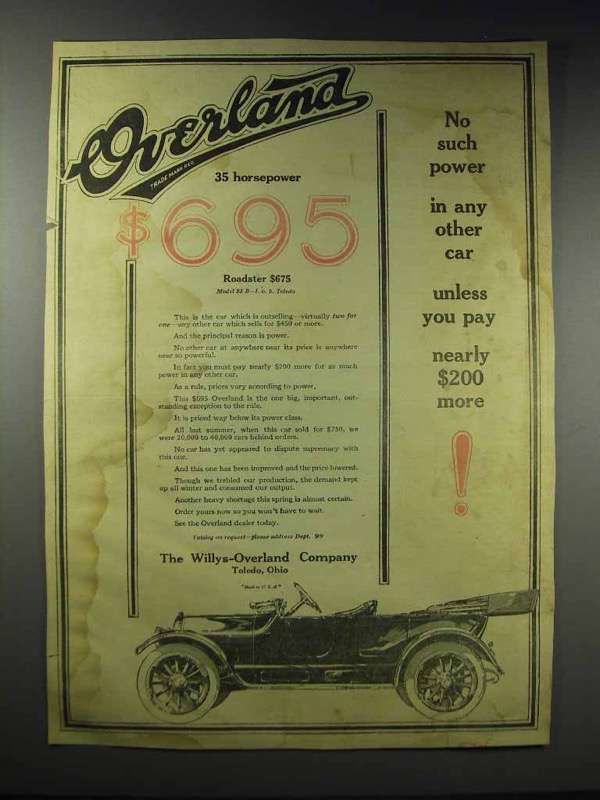 Overland
TRADE MARK REG.
35 horsepower
$695
Roadster $675
Model 83 B—f. o. b. Toledo
This is the car which is outselling—virtually two for
one—any other car which sells for $450 or more.
And the principal reason is power.
No other car at anywhere near its price is anywhere
near so powerful.
In fact you must pay nearly $200 more for as much
power in any other car.
As a rule, prices vary according to power.
This $695 Overland is the one big, important, out-
standing exception to the rule.
It is priced way below its power class.
All last summer, when this car sold for $750, we
were 20,000 to 40,000 cars behind orders.
No car has yet appeared to dispute supremacy with
this one.
And this one has been improved and the price lowered.
Though we trebled our production, the demand kept
up all winter and consumed our output.
Another heavy shortage this spring is almost certain.
Order yours now so you won't have to wait.
See the Overland dealer today.
Catalog on request—please address Dept.
The Willys-Overland Company
Toledo, Ohio
"Made in U. S. A."
No
such
power
in any
other
car
unless
you pay
nearly
$200
more
!